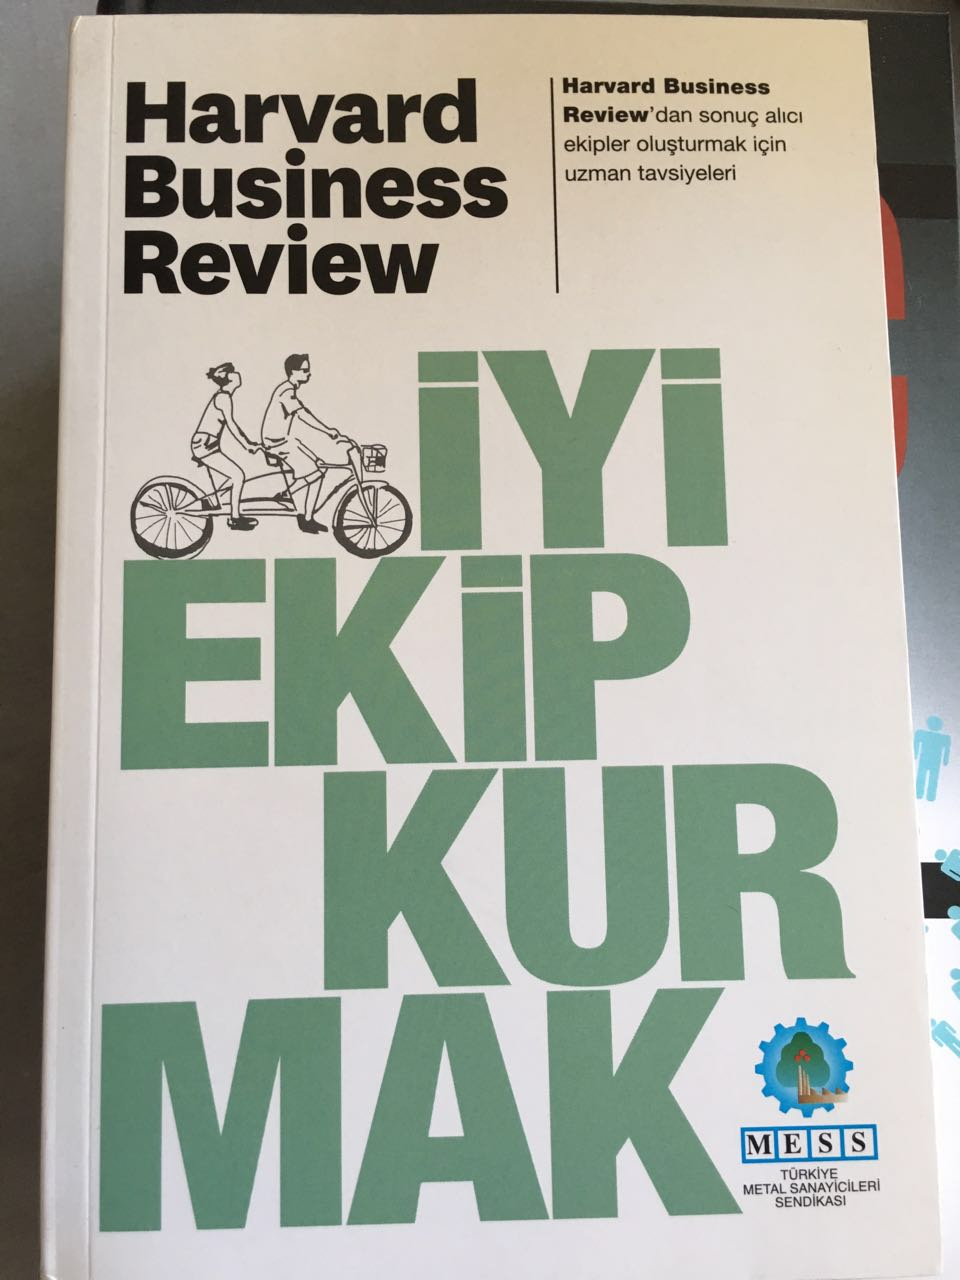 Harvard
Business
Review
Harvard Business
Review'dan sonuç alıcı
ekipler oluşturmak için
uzman tavsiyeleri
İYİ
EKİP
KUR
MAK
MESS
TÜRKİYE
METAL SANAYİCİLERİ
SENDİKASI